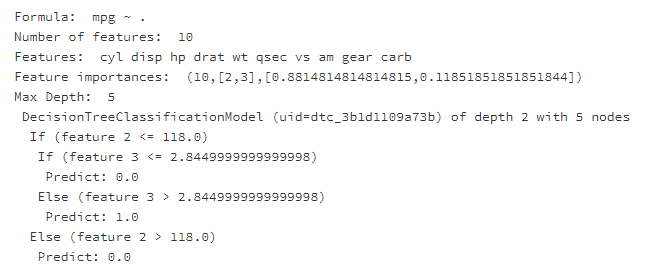 Formula:  mpg ~ .
Number of features:  10
Features:  cyl disp hp drat wt qsec vs am gear carb
Feature importances:  (10,[2,3],[0.8814814814814815,0.11851851851851844])
Max Depth:  5
 DecisionTreeClassificationModel (uid=dtc_3b1d1109a73b) of depth 2 with 5 nodes
  If (feature 2 <= 118.0)
   If (feature 3 <= 2.8449999999999998)
    Predict: 0.0
   Else (feature 3 > 2.8449999999999998)
    Predict: 1.0
  Else (feature 2 > 118.0)
   Predict: 0.0